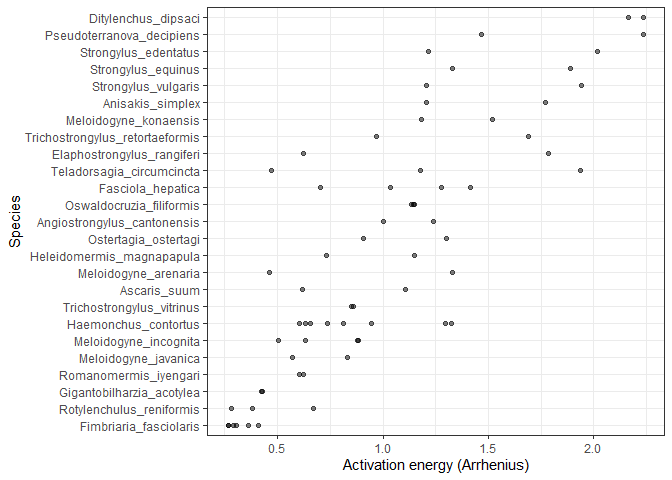 Ditylenchus_dipsaci
Pseudoterranova_decipiens
Strongylus_edentatus
Strongylus_equinus
Strongylus_vulgaris
Anisakis_simplex
Meloidogyne_konaensis
Trichostrongylus_retortaeformis
Elaphostrongylus_rangiferi
Teladorsagia_circumcincta
Fasciola_hepatica
Oswaldocruzia_filiformis
Angiostrongylus_cantonensis
Ostertagia_ostertagi
Heleidomermis_magnapapula
Meloidogyne_arenaria
Ascaris_suum
Trichostrongylus_vitrinus
Haemonchus_contortus
Meloidogyne_incognita
Meloidogyne_javanica
Romanomermis_iyengari
Gigantobilharzia_acotylea
Rotylenchulus_reniformis
Fimbriaria_fasciolaris
Species
0.5 1.0 1.5 2.0
Activation energy (Arrhenius)